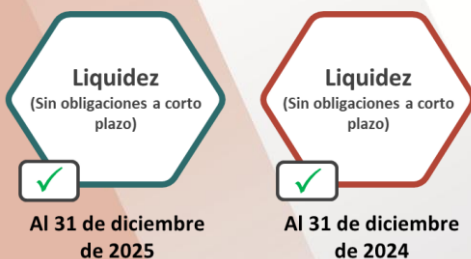 Liquidez
(Sin obligaciones a corto
plazo)
Al 31 de diciembre
de 2025
Liquidez
(Sin obligaciones a corto
plazo)
Al 31 de diciembre
de 2024